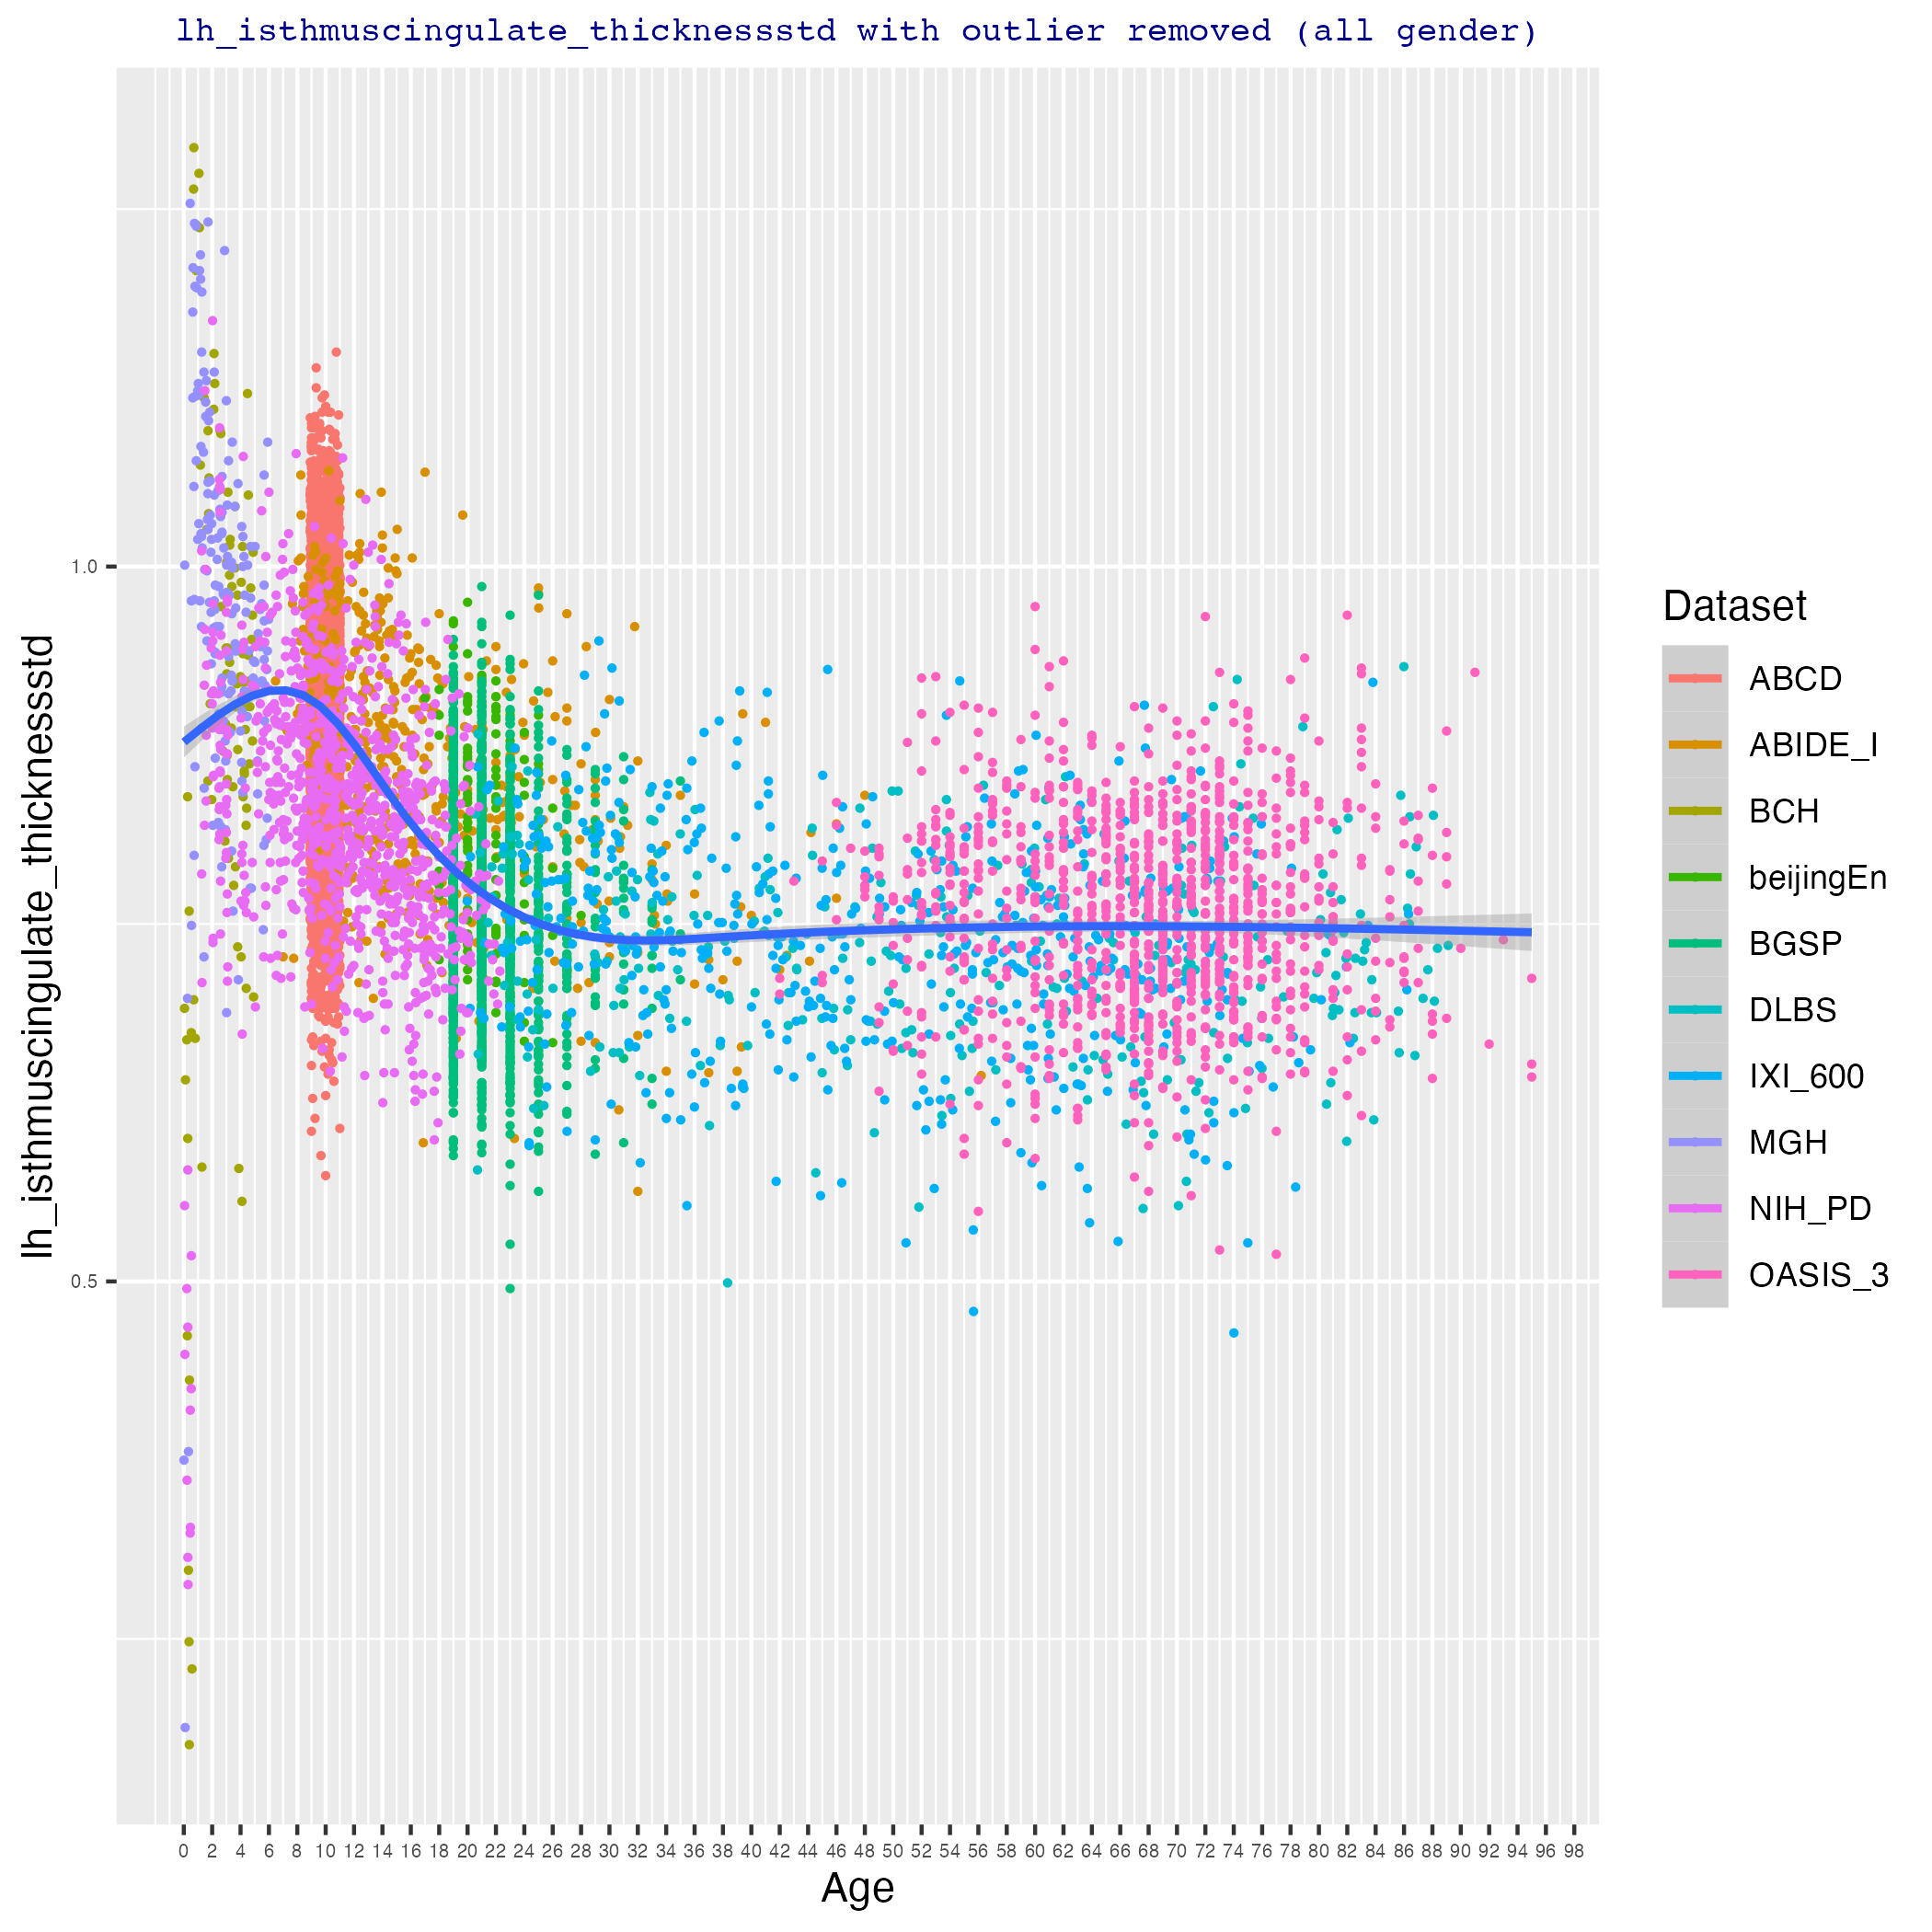 lh_isthmuscingulate_thicknessstd with outlier removed (all gender)
lh_isthmuscingulate_thicknessstd
1.0
0.5
0 2 4 6 8 10 12 14 16 18 20 22 24 26 28 30 32 34 36 38 40 42 44 46 48 50 52 54 56 58 60 62 64 66 68 70 72 74 76 78 80 82 84 86 88 90 92 94 96 98
Age
Dataset
ABCD
ABIDE_I
BCH
beijingEn
BGSP
DLBS
IXI_600
MGH
NIH_PD
OASIS_3